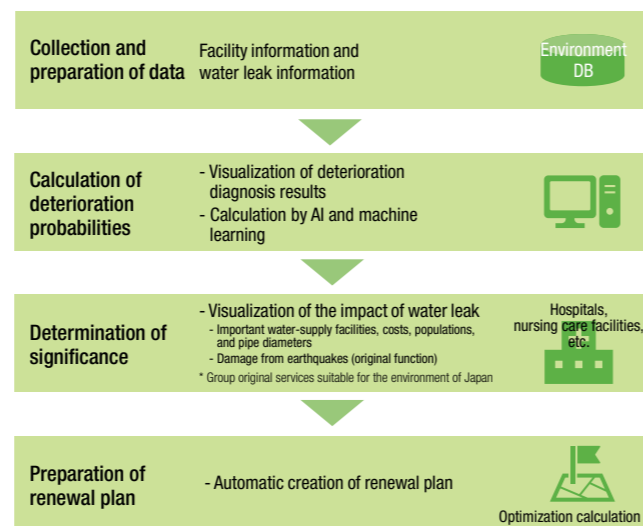 Collection and
preparation of data
Facility information and
water leak information
Environment
DB
Calculation of
deterioration
probabilities
- Visualization of deterioration
diagnosis results
- Calculation by AI and machine
learning
Determination of
significance
- Visualization of the impact of water leak
- Important water-supply facilities, costs, populations,
and pipe diameters
- Damage from earthquakes (original function)
* Group original services suitable for the environment of Japan
Hospitals,
nursing care facilities,
etc.
Preparation of
renewal plan
- Automatic creation of renewal plan
Optimization calculation